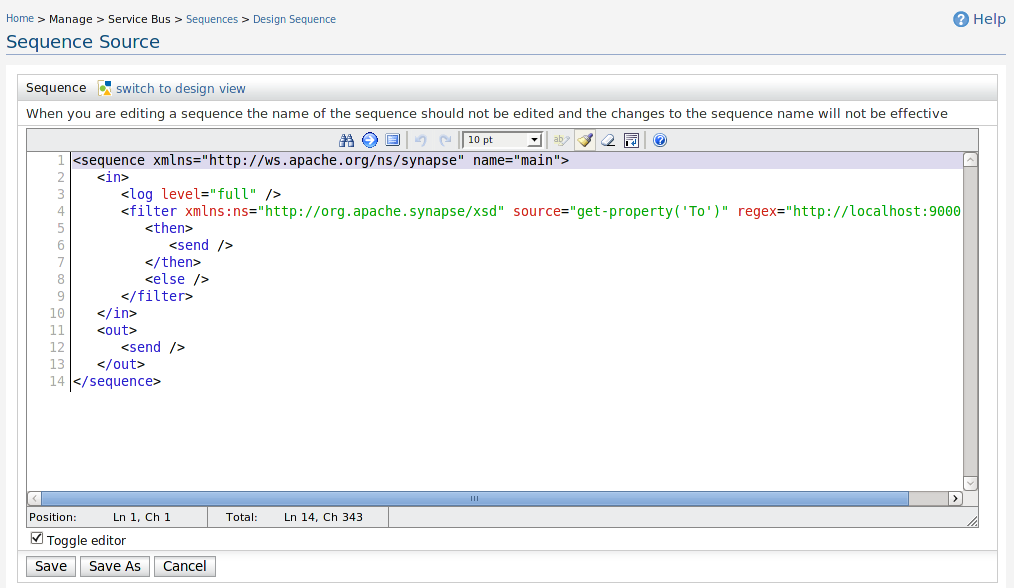 Home > Manage > Service Bus > Sequences > Design Sequence
Help
Sequence Source
Sequence switch to design view
When you are editing a sequence the name of the sequence should not be edited and the changes to the sequence name will not be effective
10 pt
1 <sequence xmlns="http://ws.apache.org/ns/synapse" name="main">
2 <in>
3 <log level="full" />
4 <filter xmlns:ns="http://org.apache.synapse/xsd" source="get-property('To')" regex="http://localhost:9000
5 <then>
6 <send />
7 </then>
8 <else />
9 </filter>
10 </in>
11 <out>
12 <send />
13 </out>
14 </sequence>
Position: Ln 1, Ch 1 Total: Ln 14, Ch 343
Toggle editor
Save Save As Cancel